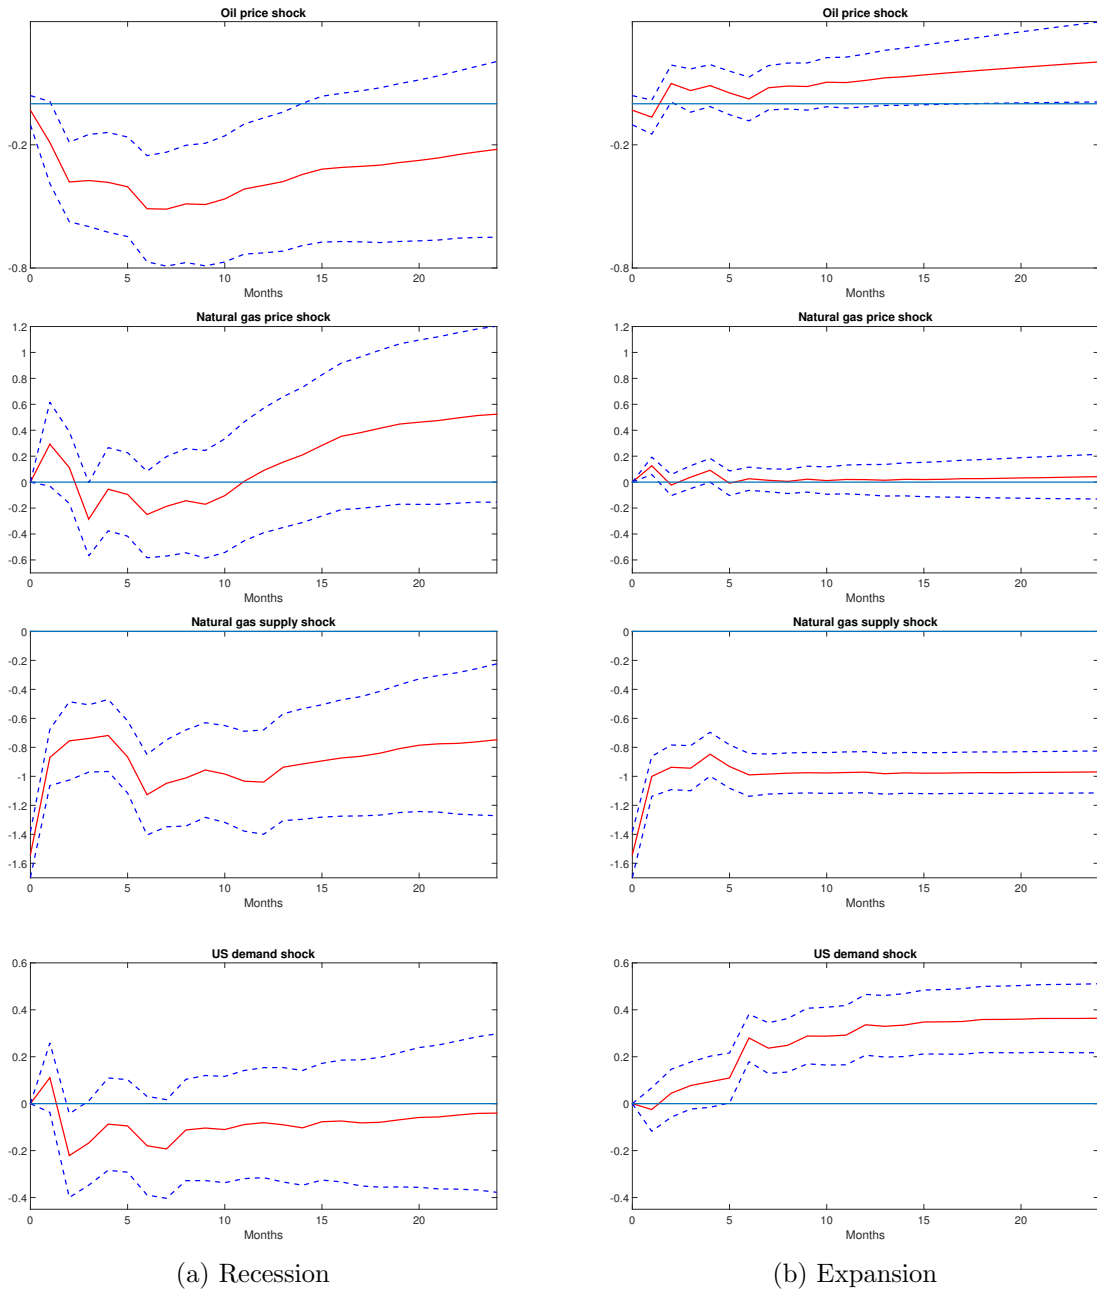 Oil price shock
-0.2
-0.8
0 5 10 15 20
Months
Oil price shock
-0.2
-0.8
0 5 10 15 20
Months
Natural gas price shock
1.2
1
0.8
0.6
0.4
0.2
0
-0.2
-0.4
-0.6
0 5 10 15 20
Months
Natural gas price shock
1.2
1
0.8
0.6
0.4
0.2
0
-0.2
-0.4
-0.6
0 5 10 15 20
Months
Natural gas supply shock
0
-0.2
-0.4
-0.6
-0.8
-1
-1.2
-1.4
-1.6
0 5 10 15 20
Months
Natural gas supply shock
0
-0.2
-0.4
-0.6
-0.8
-1
-1.2
-1.4
-1.6
0 5 10 15 20
Months
US demand shock
0.6
0.4
0.2
0
-0.2
-0.4
0 5 10 15 20
Months
US demand shock
0.6
0.4
0.2
0
-0.2
-0.4
0 5 10 15 20
Months
(a) Recession
(b) Expansion